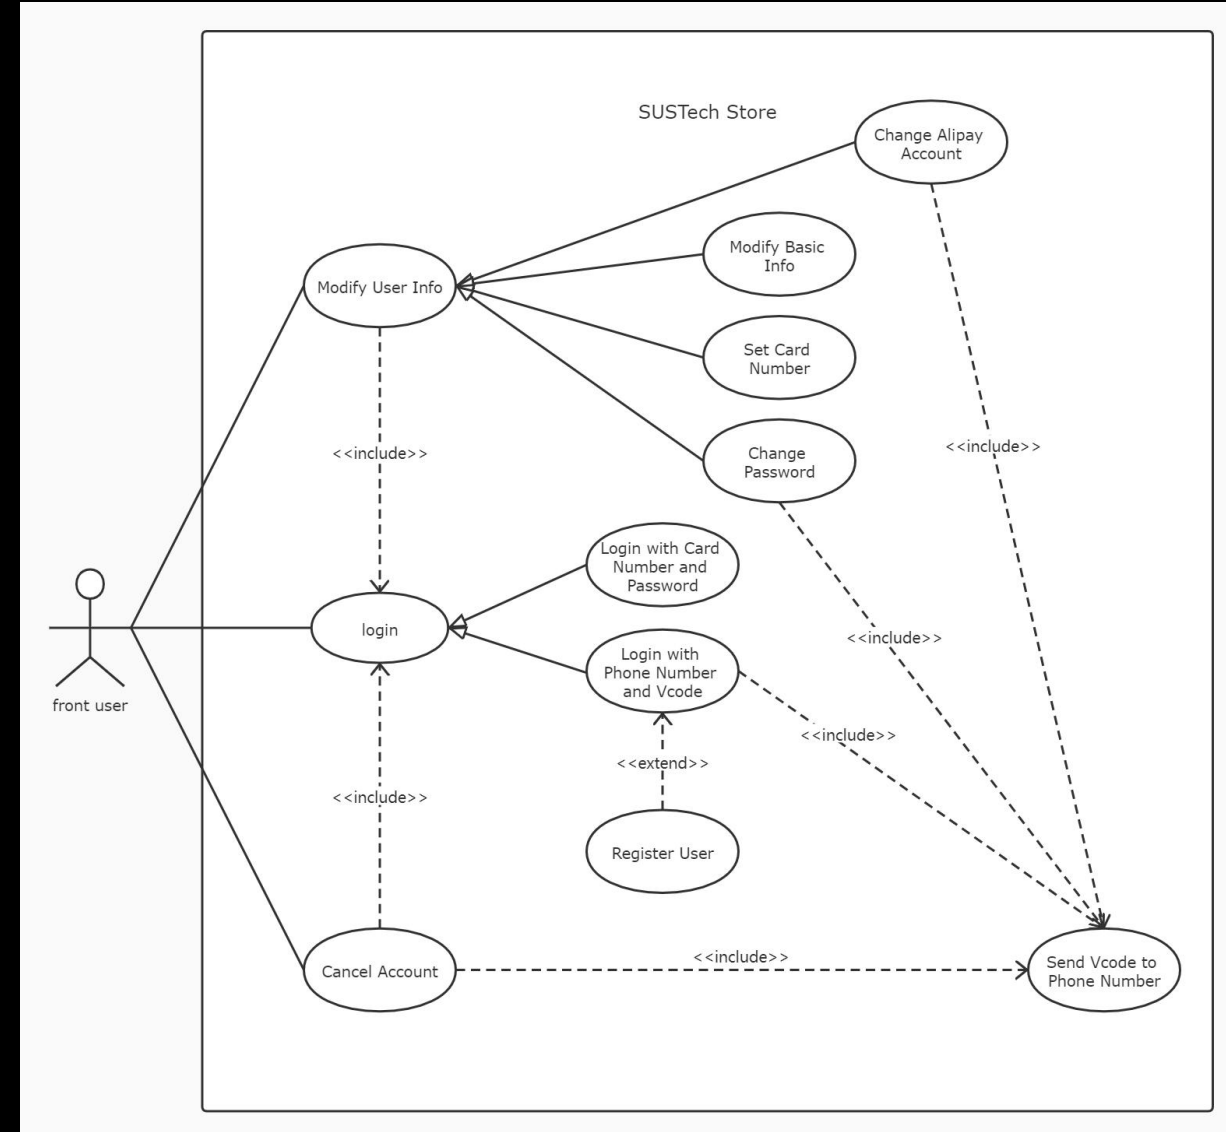 SUSTech Store
Change Alipay
Account
Modify Basic
Info
Modify User Info
Set Card
Number
<<include>>
<<include>>
Change
Password
Login with Card
Number and
Password
login
<<include>>
Login with
Phone Number
and Vcode
front user
<<include>>
<<extend>>
<<include>>
Register User
<<include>>
Cancel Account
Send Vcode to
Phone Number